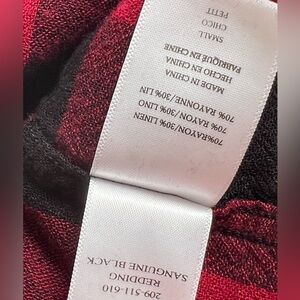 SMALL
CHICO
PETIT
MADE IN CHINA
HECHO EN CHINA
FABRIQUÉ EN CHINE
70% RAYON/30% LINEN
70% RAYON/30% LINO
70% RAYONNE/30% LIN
209-511-610
REDDING
SANGUINE BLACK